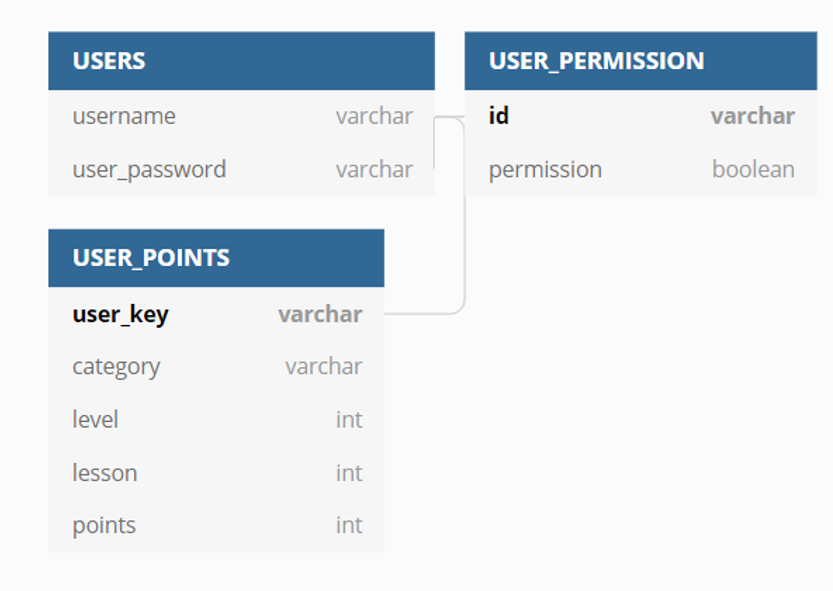 USERS
username varchar
user_password varchar
USER_PERMISSION
id varchar
permission boolean
USER_POINTS
user_key varchar
category varchar
level int
lesson int
points int